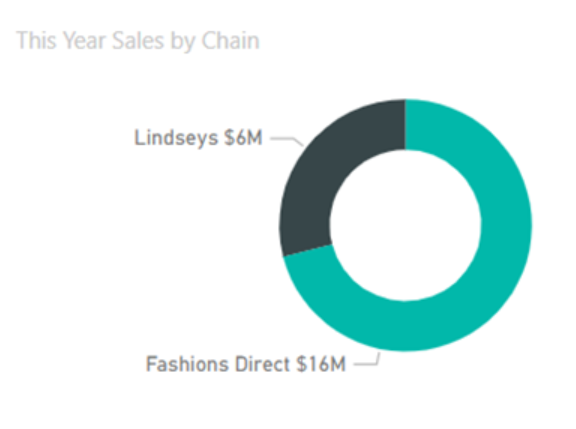 This Year Sales by Chain
Lindseys $6M
Fashions Direct $16M